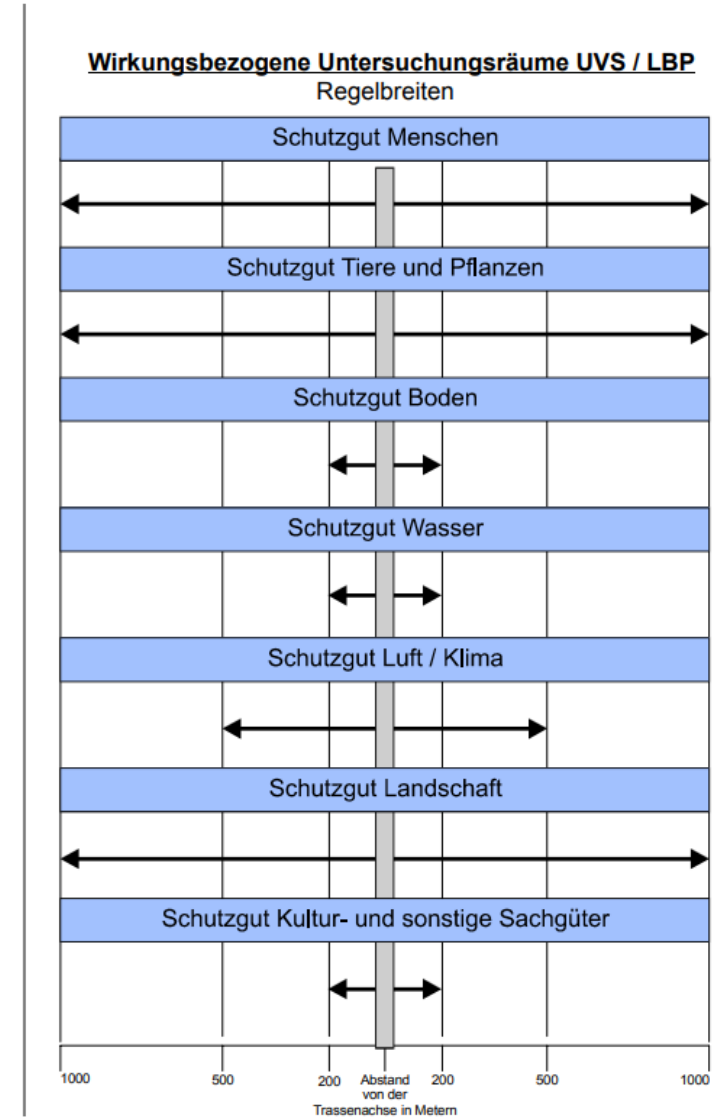 Wirkungsbezogene Untersuchungsräume UVS / LBP
Regelbreiten
Schutzgut Menschen
Schutzgut Tiere und Pflanzen
Schutzgut Boden
Schutzgut Wasser
Schutzgut Luft / Klima
Schutzgut Landschaft
Schutzgut Kultur- und sonstige Sachgüter
1000 500 200 Abstand 200 500 1000
von der
Trassenachse in Metern